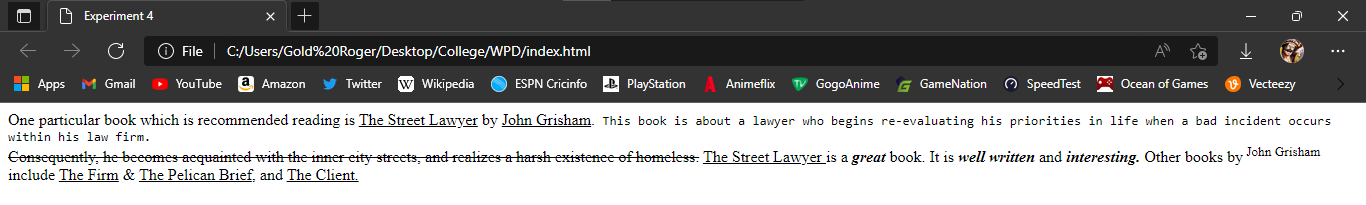 Experiment 4
File C:/Users/Gold%20Roger/Desktop/College/WPD/index.html
Apps Gmail YouTube Amazon Twitter Wikipedia ESPN Cricinfo PlayStation Animeflix GogoAnime GameNation SpeedTest Ocean of Games Vecteezy
One particular book which is recommended reading is The Street Lawyer by John Grisham. This book is about a lawyer who begins re-evaluating his priorities in life when a bad incident occurs
within his law firm.
Consequently, he becomes acquainted with the inner city streets, and realizes a harsh existence of homeless. The Street Lawyer is a great book. It is well written and interesting. Other books by John Grisham
include The Firm & The Pelican Brief, and The Client.